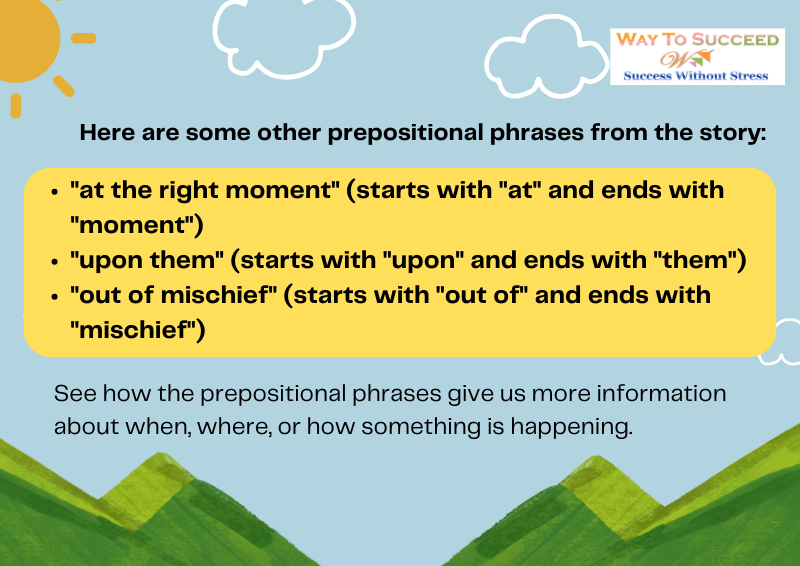 WAY TO SUCCEED
W
Success Without Stress
Here are some other prepositional phrases from the story:
• "at the right moment" (starts with "at" and ends with
"moment")
• "upon them" (starts with "upon" and ends with "them")
• "out of mischief" (starts with "out of" and ends with
"mischief")
See how the prepositional phrases give us more information
about when, where, or how something is happening.